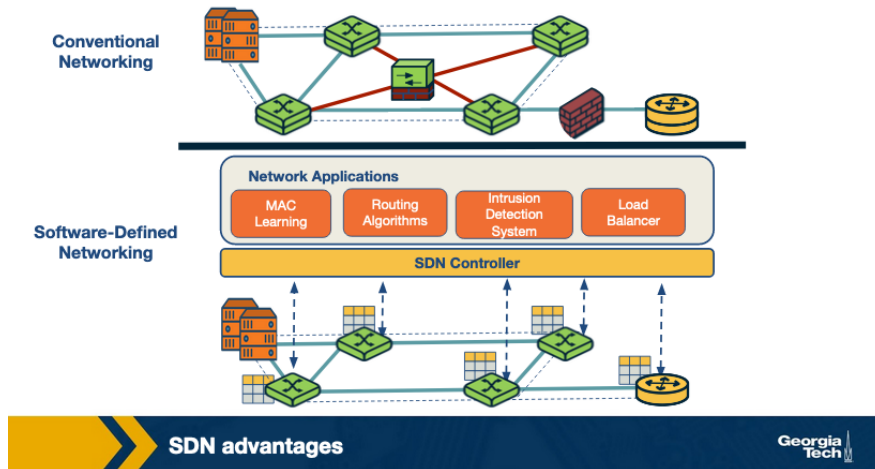 Conventional
Networking
Network Applications
MAC
Learning
Routing
Algorithms
Intrusion
Detection
System
Load
Balancer
Software-Defined
Networking
SDN Controller
SDN advantages
Georgia
Tech